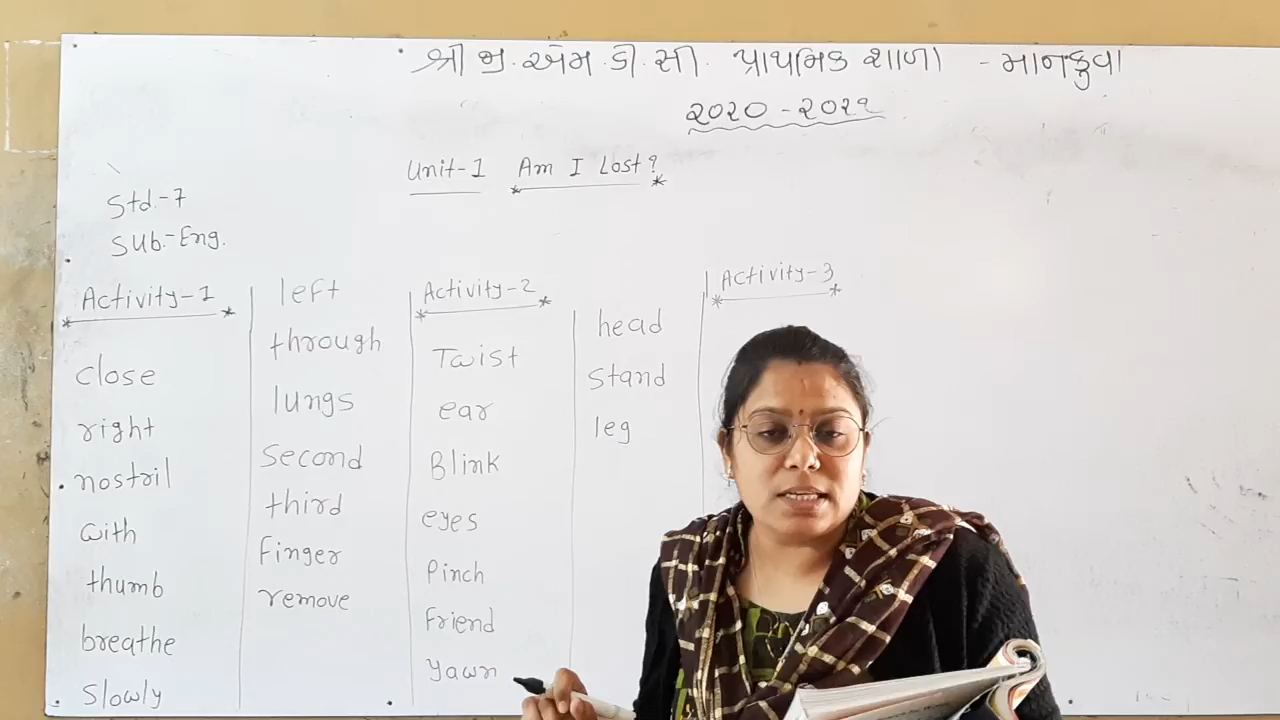 શ્રી જી.એમ.ડી.સી. પ્રાથમિક શાળા - માનકુવા
૨૦૨૦ - ૨૦૨૧
Unit-1 Am I Lost?
Std.-7
Sub.-Eng.
Activity-1
close
right
nostril
with
thumb
breathe
slowly
left
through
lungs
second
third
Finger
remove
Activity-2
Twist
ear
Blink
eyes
Pinch
Friend
Yawn
head
stand
leg
Activity-3